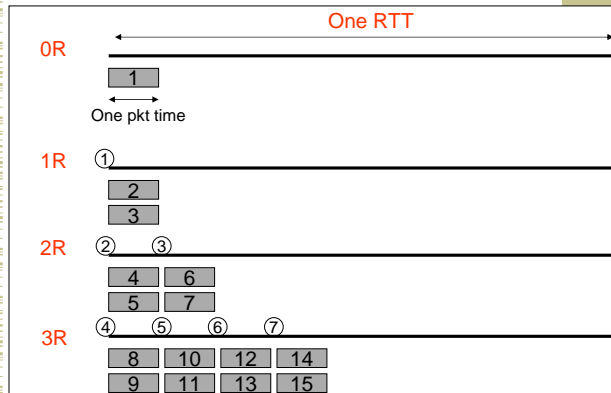 One RTT
0R
1
One pkt time
1R ①
2
3
2R ② ③
4 6
5 7
3R ④ ⑤ ⑥ ⑦
8 10 12 14
9 11 13 15